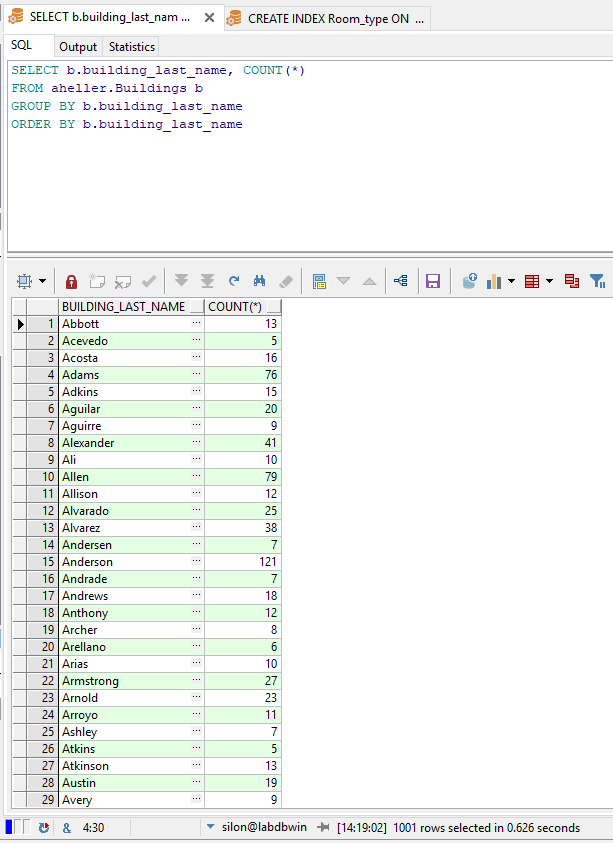 SELECT b.building_last_nam ...
CREATE INDEX Room_type ON ...
SQL Output Statistics
SELECT b.building_last_name, COUNT(*)
FROM aheller.Buildings b
GROUP BY b.building_last_name
ORDER BY b.building_last_name
BUILDING_LAST_NAME COUNT(*)
1 Abbott ... 13
2 Acevedo ... 5
3 Acosta ... 16
4 Adams ... 76
5 Adkins ... 15
6 Aguilar ... 20
7 Aguirre ... 9
8 Alexander ... 41
9 Ali ... 10
10 Allen ... 79
11 Allison ... 12
12 Alvarado ... 25
13 Alvarez ... 38
14 Andersen ... 7
15 Anderson ... 121
16 Andrade ... 7
17 Andrews ... 18
18 Anthony ... 12
19 Archer ... 8
20 Arellano ... 6
21 Arias ... 10
22 Armstrong ... 27
23 Arnold ... 23
24 Arroyo ... 11
25 Ashley ... 7
26 Atkins ... 5
27 Atkinson ... 13
28 Austin ... 19
29 Avery ... 9
& 4:30 silon@labdbwin [14:19:02] 1001 rows selected in 0.626 seconds